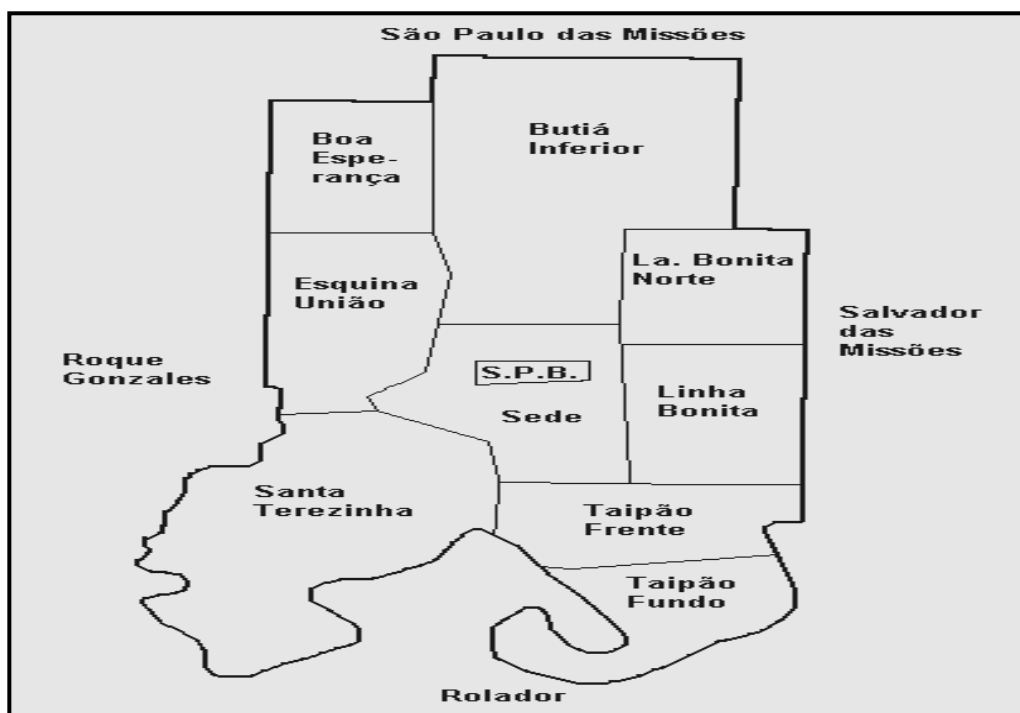 São Paulo das Missões
Boa
Espe-
rança
Butiá
Inferior
Esquina
União
La. Bonita
Norte
Salvador
das
Missões
Roque
Gonzales
S.P.B.
Sede
Linha
Bonita
Santa
Terezinha
Taipão
Frente
Taipão
Fundo
Rolador